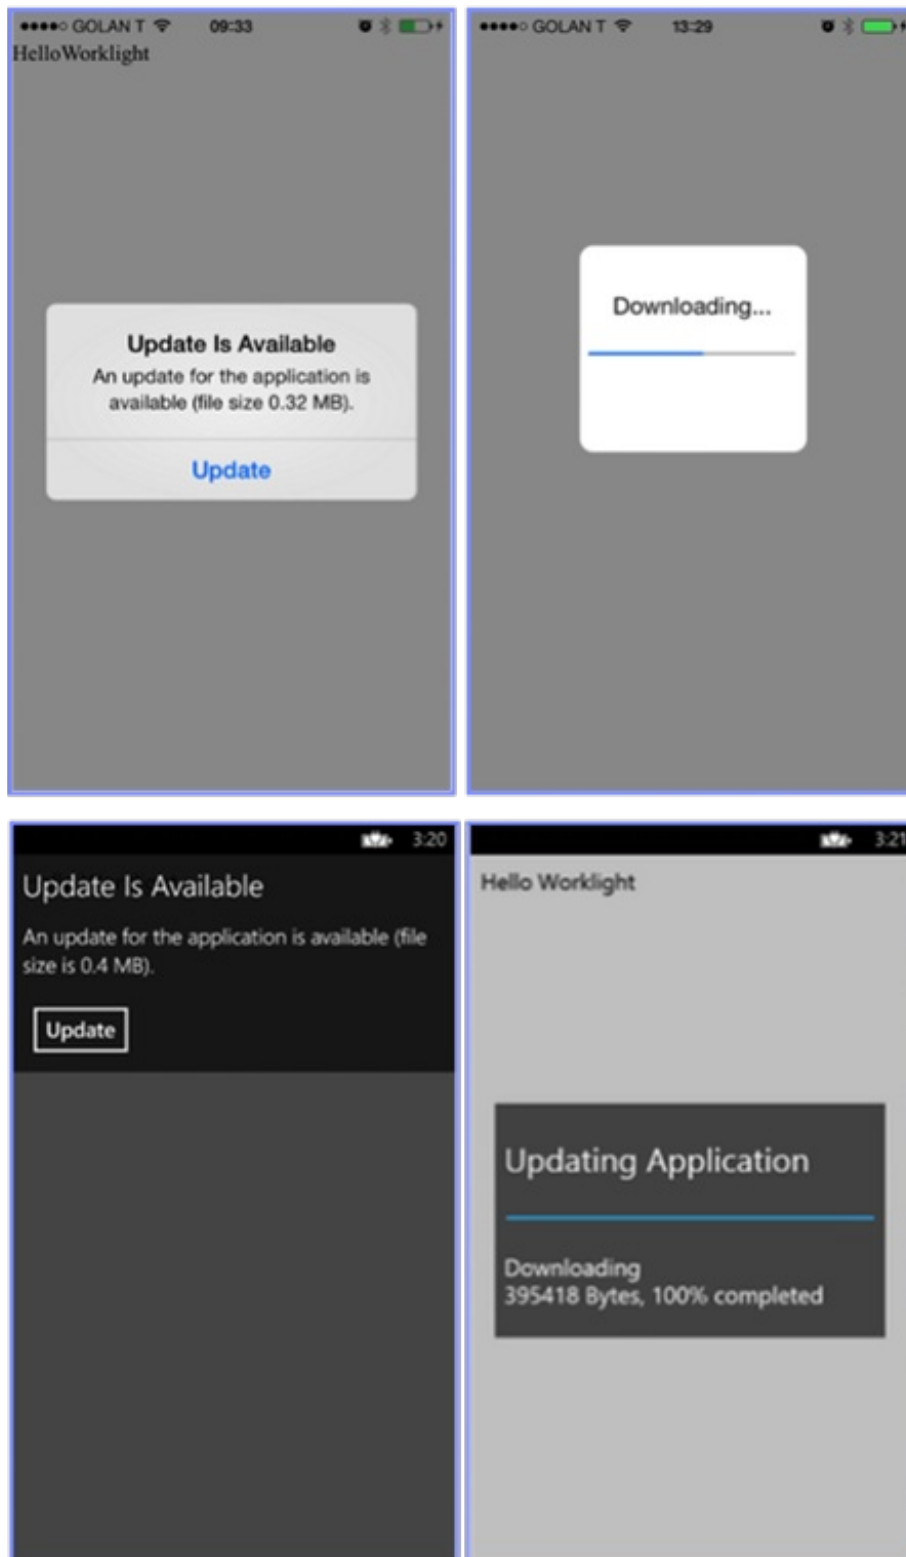 GOLAN T 09:33
HelloWorklight
Update Is Available
An update for the application is
available (file size 0.32 MB).
Update
GOLAN T 13:29
Downloading...
3:20
Update Is Available
An update for the application is available (file
size is 0.4 MB).
Update
3:21
Hello Worklight
Updating Application
Downloading
395418 Bytes, 100% completed